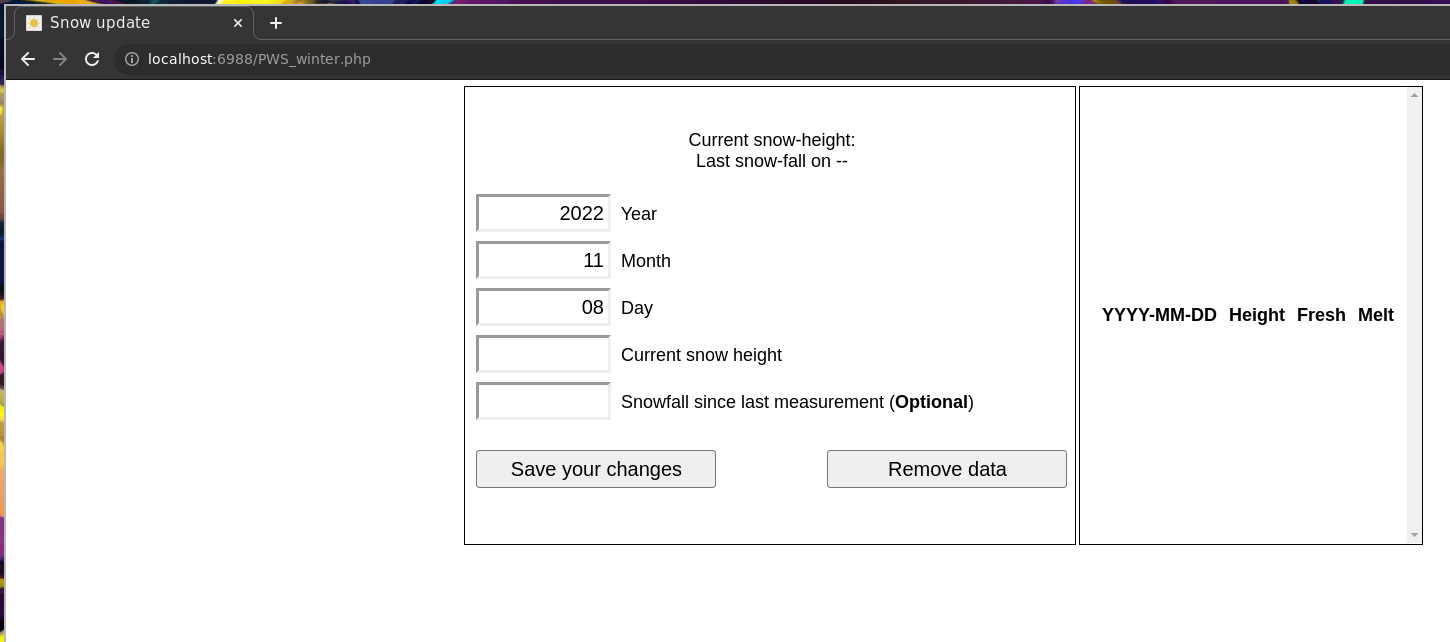 Snow update
localhost:6988/PWS_winter.php
Current snow-height:
Last snow-fall on --
2022 Year
11 Month
08 Day
Current snow height
Snowfall since last measurement (Optional)
Save your changes Remove data
YYYY-MM-DD Height Fresh Melt